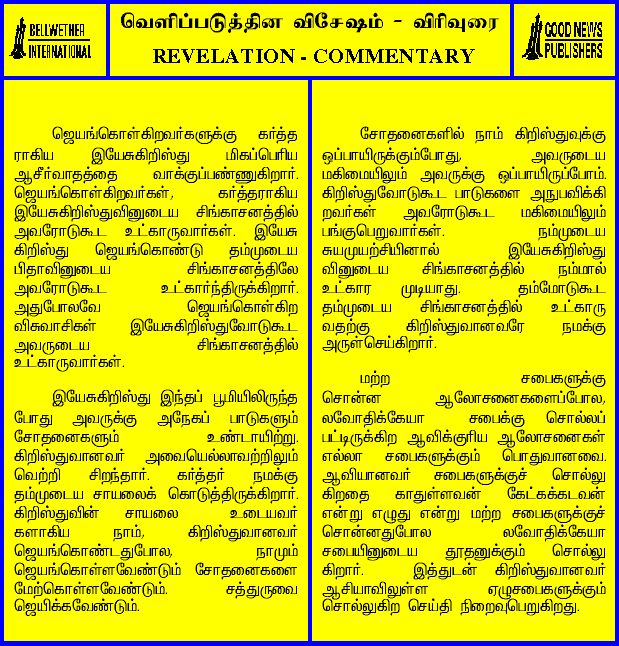 BELLWETHER
INTERNATIONAL
வெளிப்படுத்தின விசேஷம் - விரிவுரை
REVELATION - COMMENTARY
GOOD NEWS
PUBLISHERS
ஜெயங்கொள்கிறவர்களுக்கு கர்த்த
ராகிய இயேசுகிறிஸ்து மிகப்பெரிய
ஆசீர்வாதத்தை வாக்குப்பண்ணுகிறார்.
ஜெயங்கொள்கிறவர்கள், கர்த்தராகிய
இயேசுகிறிஸ்துவினுடைய சிங்காசனத்தில்
அவரோடுகூட உட்காருவார்கள். இயேசு
கிறிஸ்து ஜெயங்கொண்டு தம்முடைய
பிதாவினுடைய சிங்காசனத்திலே
அவரோடுகூட உட்கார்ந்திருக்கிறார்.
அதுபோலவே ஜெயங்கொள்கிற
விசுவாசிகள் இயேசுகிறிஸ்துவோடுகூட
அவருடைய சிங்காசனத்தில்
உட்காருவார்கள்.
இயேசுகிறிஸ்து இந்தப் பூமியிலிருந்த
போது அவருக்கு அநேகப் பாடுகளும்
சோதனைகளும் உண்டாயிற்று.
கிறிஸ்துவானவர் அவையெல்லாவற்றிலும்
வெற்றி சிறந்தார். கர்த்தர் நமக்கு
தம்முடைய சாயலைக் கொடுத்திருக்கிறார்.
கிறிஸ்துவின் சாயலை உடையவர்
களாகிய நாம், கிறிஸ்துவானவர்
ஜெயங்கொண்டதுபோல, நாமும்
ஜெயங்கொள்ளவேண்டும் சோதனைகளை
மேற்கொள்ளவேண்டும். சத்துருவை
ஜெயிக்கவேண்டும்.
சோதனைகளில் நாம் கிறிஸ்துவுக்கு
ஒப்பாயிருக்கும்போது, அவருடைய
மகிமையிலும் அவருக்கு ஒப்பாயிருப்போம்.
கிறிஸ்துவோடுகூட பாடுகளை அநுபவிக்கி
றவர்கள் அவரோடுகூட மகிமையிலும்
பங்குபெறுவார்கள். நம்முடைய
சுயமுயற்சியினால் இயேசுகிறிஸ்து
வினுடைய சிங்காசனத்தில் நம்மால்
உட்கார முடியாது. தம்மோடுகூட
தம்முடைய சிங்காசனத்தில் உட்காரு
வதற்கு கிறிஸ்துவானவரே நமக்கு
அருள்செய்கிறார்.
மற்ற சபைகளுக்கு
சொன்ன ஆலோசனைகளைப்போல,
லவோதிக்கேயா சபைக்கு சொல்லப்
பட்டிருக்கிற ஆவிக்குரிய ஆலோசனைகள்
எல்லா சபைகளுக்கும் பொதுவானவை.
ஆவியானவர் சபைகளுக்குச் சொல்லு
கிறதை காதுள்ளவன் கேட்கக்கடவன்
என்று எழுது என்று மற்ற சபைகளுக்குச்
சொன்னதுபோல லவோதிக்கேயா
சபையினுடைய தூதனுக்கும் சொல்லு
கிறார். இத்துடன் கிறிஸ்துவானவர்
ஆசியாவிலுள்ள ஏழுசபைகளுக்கும்
சொல்லுகிற செய்தி நிறைவுபெறுகிறது.